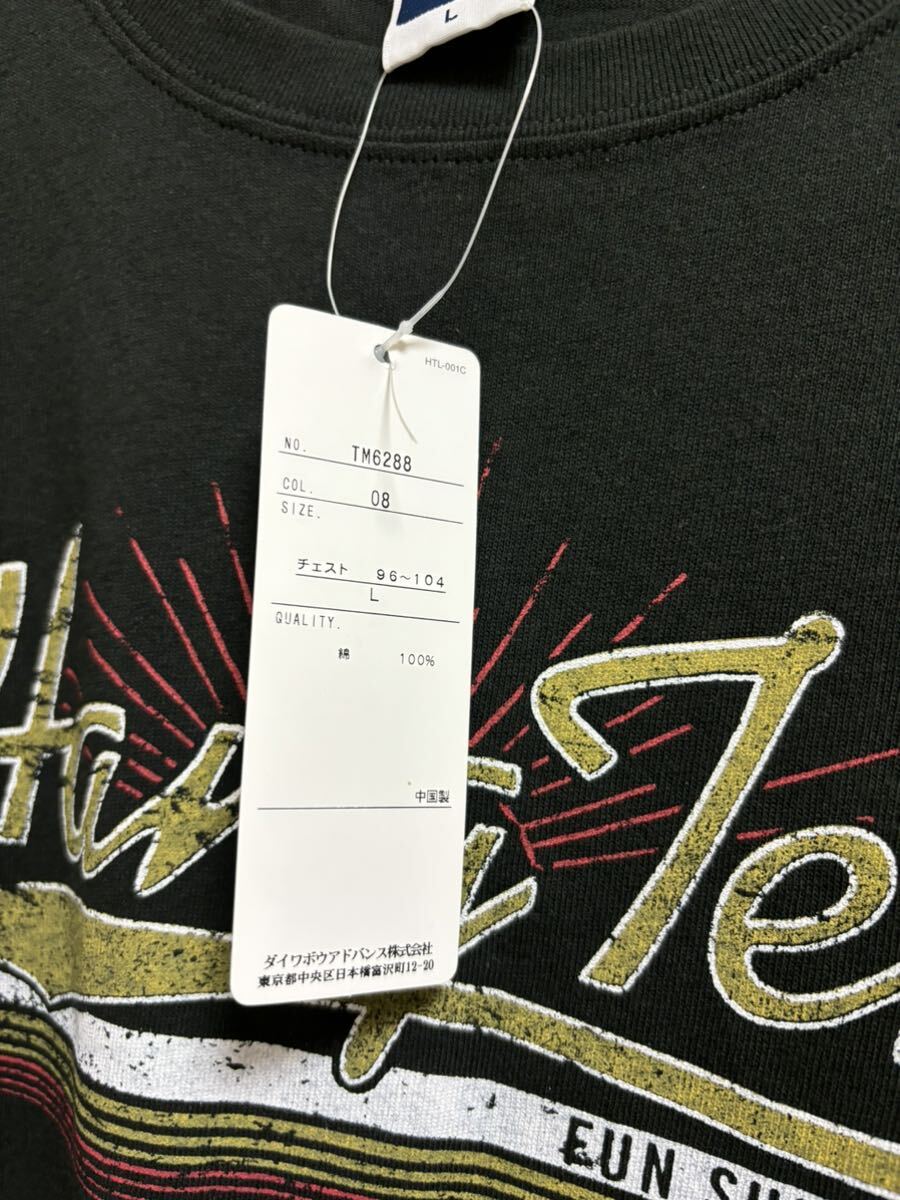 L
HTL-001C
NO. TM6288
COL. 08
SIZE.
チェスト 96~104
L
QUALITY.
綿 100%
中国製
ダイワボウアドバンス株式会社
東京都中央区日本橋富沢町12-20
EUN